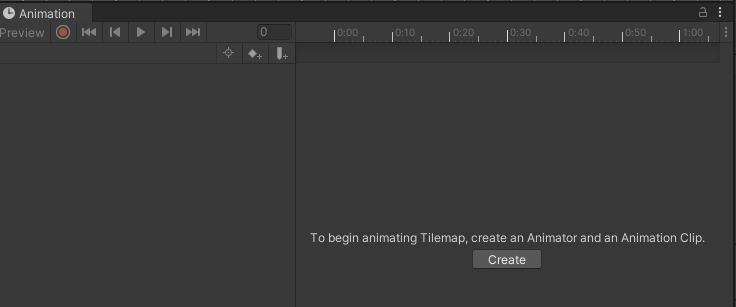 Animation
Preview
0
0:00
0:10
0:20
0:30
0:40
0:50
1:00
To begin animating Tilemap, create an Animator and an Animation Clip.
Create